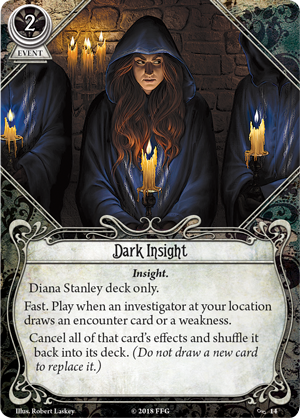 2
EVENT
Dark Insight
Insight.
Diana Stanley deck only.
Fast. Play when an investigator at your location
draws an encounter card or a weakness.
Cancel all of that card's effects and shuffle it
back into its deck. (Do not draw a new card
to replace it.)
Illus. Robert Laskey
© 2018 FFG
14